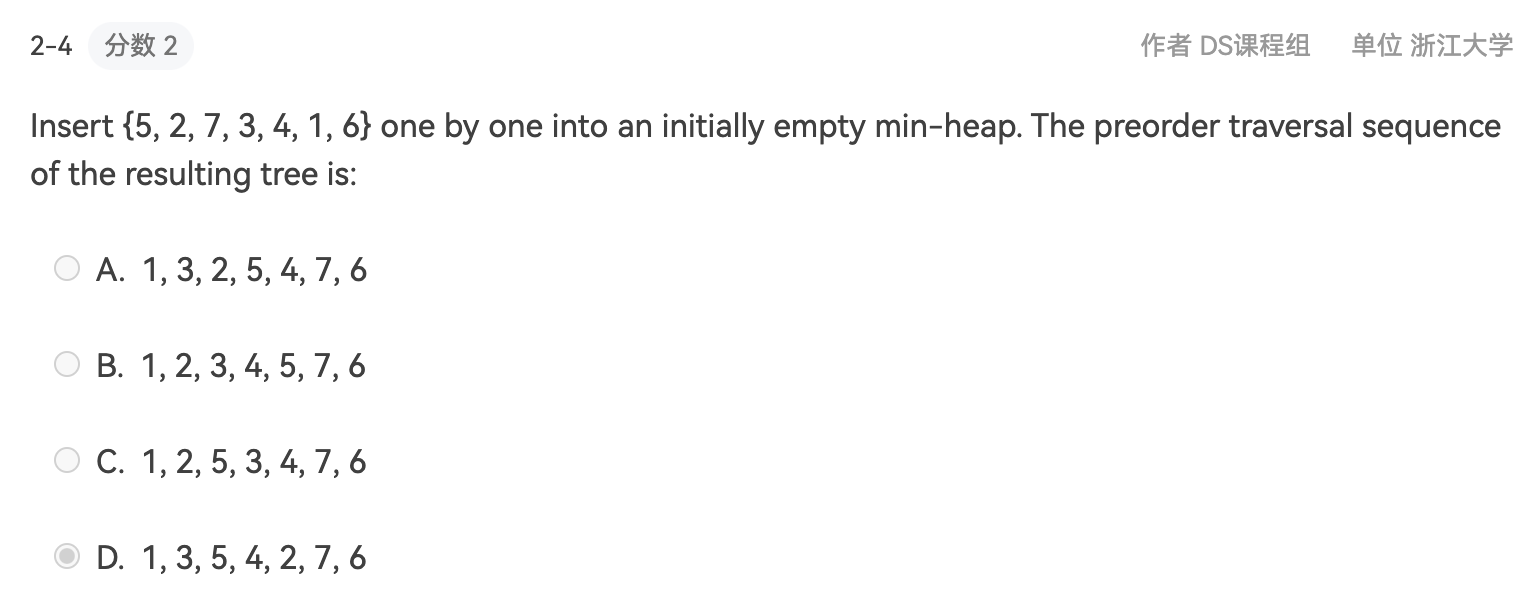 2-4 分数 2 作者 DS课程组 单位 浙江大学
Insert {5, 2, 7, 3, 4, 1, 6} one by one into an initially empty min-heap. The preorder traversal sequence
of the resulting tree is:
A. 1, 3, 2, 5, 4, 7, 6
B. 1, 2, 3, 4, 5, 7, 6
C. 1, 2, 5, 3, 4, 7, 6
D. 1, 3, 5, 4, 2, 7, 6